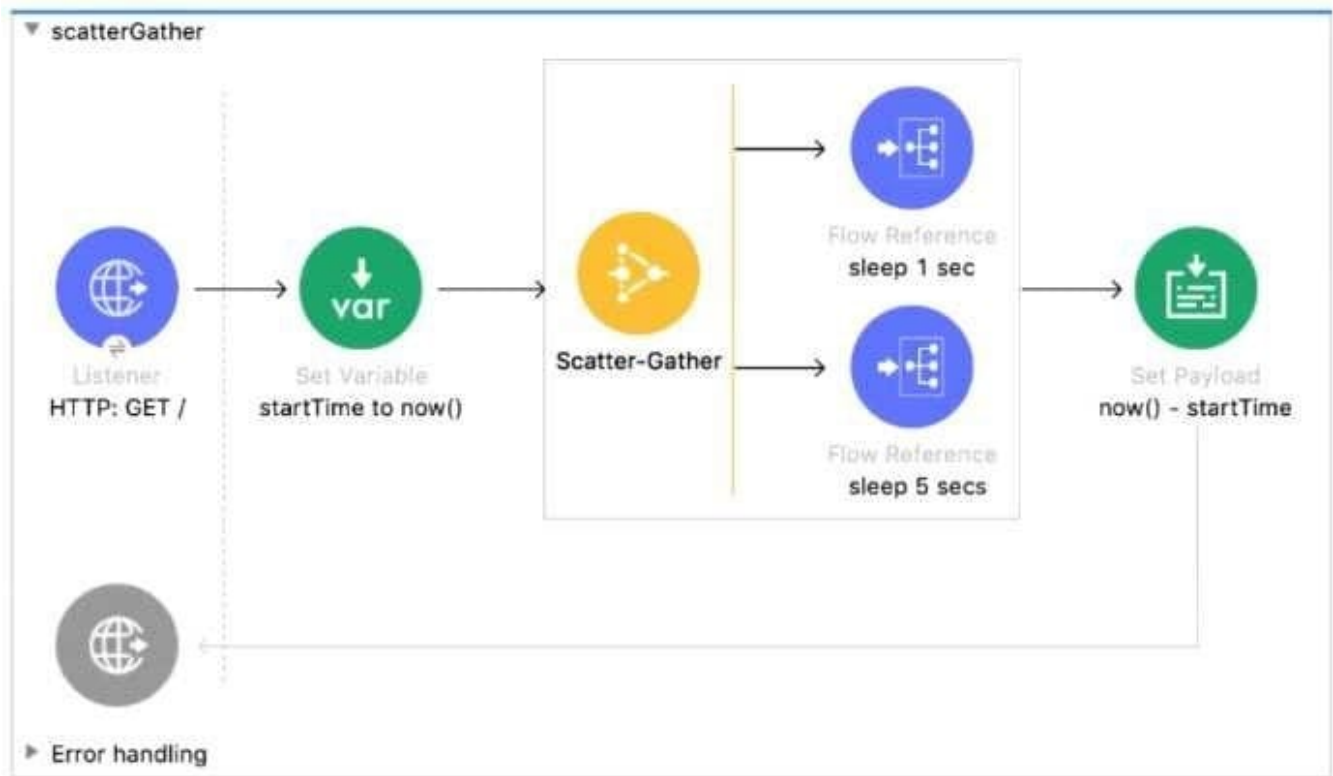 scatterGather
var
Listener
HTTP: GET /
Set Variable
startTime to now()
Scatter-Gather
Flow Reference
sleep 1 sec
Flow Reference
sleep 5 secs
Set Payload
now() - startTime
Error handling